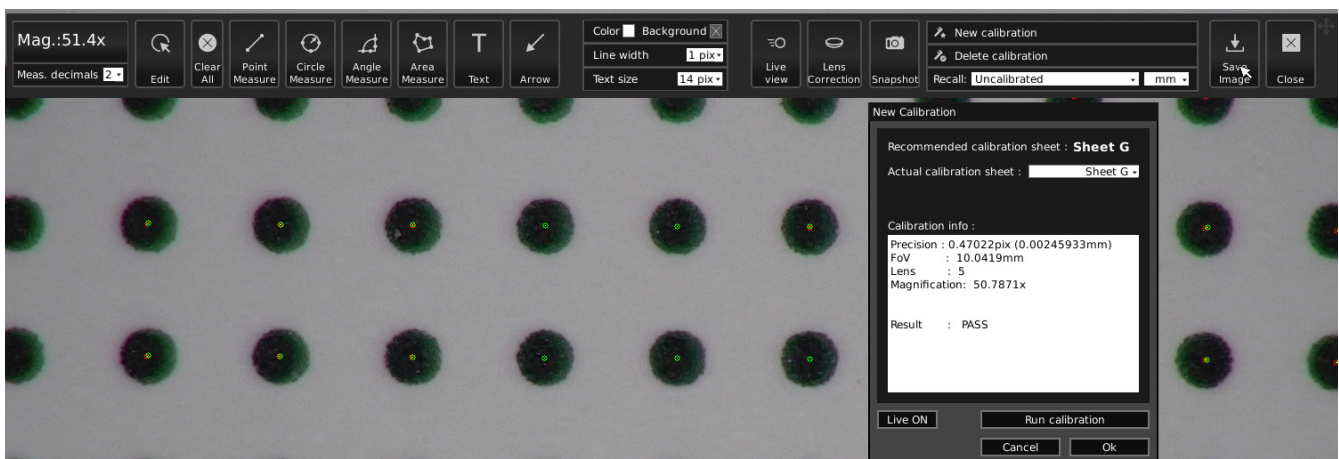 Mag.:51.4x
Meas. decimals 2
Edit
Clear All
Point Measure
Circle Measure
Angle Measure
Area Measure
Text
Arrow
Color Background
Line width 1 pix
Text size 14 pix
Live view
Lens Correction
Snapshot
New calibration
Delete calibration
Recall: Uncalibrated mm
Save Image
Close
New Calibration
Recommended calibration sheet : Sheet G
Actual calibration sheet : Sheet G
Calibration info :
Precision : 0.47022pix (0.00245933mm)
FoV : 10.0419mm
Lens : 5
Magnification: 50.7871x
Result : PASS
Live ON
Run calibration
Cancel
Ok